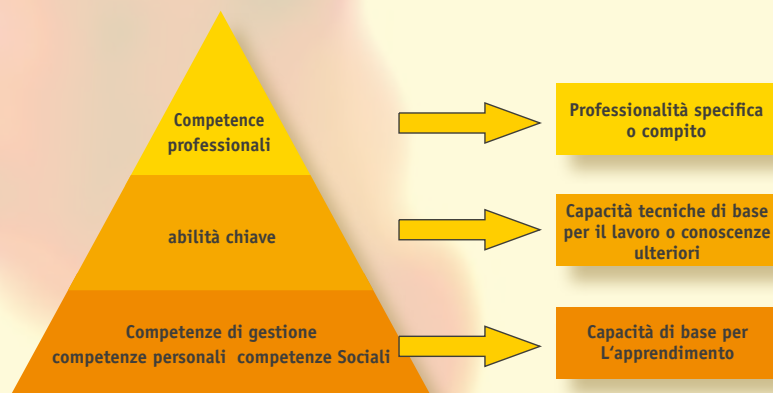 Competence
professionali
Professionalità specifica
o compito
abilità chiave
Capacità tecniche di base
per il lavoro o conoscenze
ulteriori
Competenze di gestione
competenze personali competenze Sociali
Capacità di base per
L'apprendimento